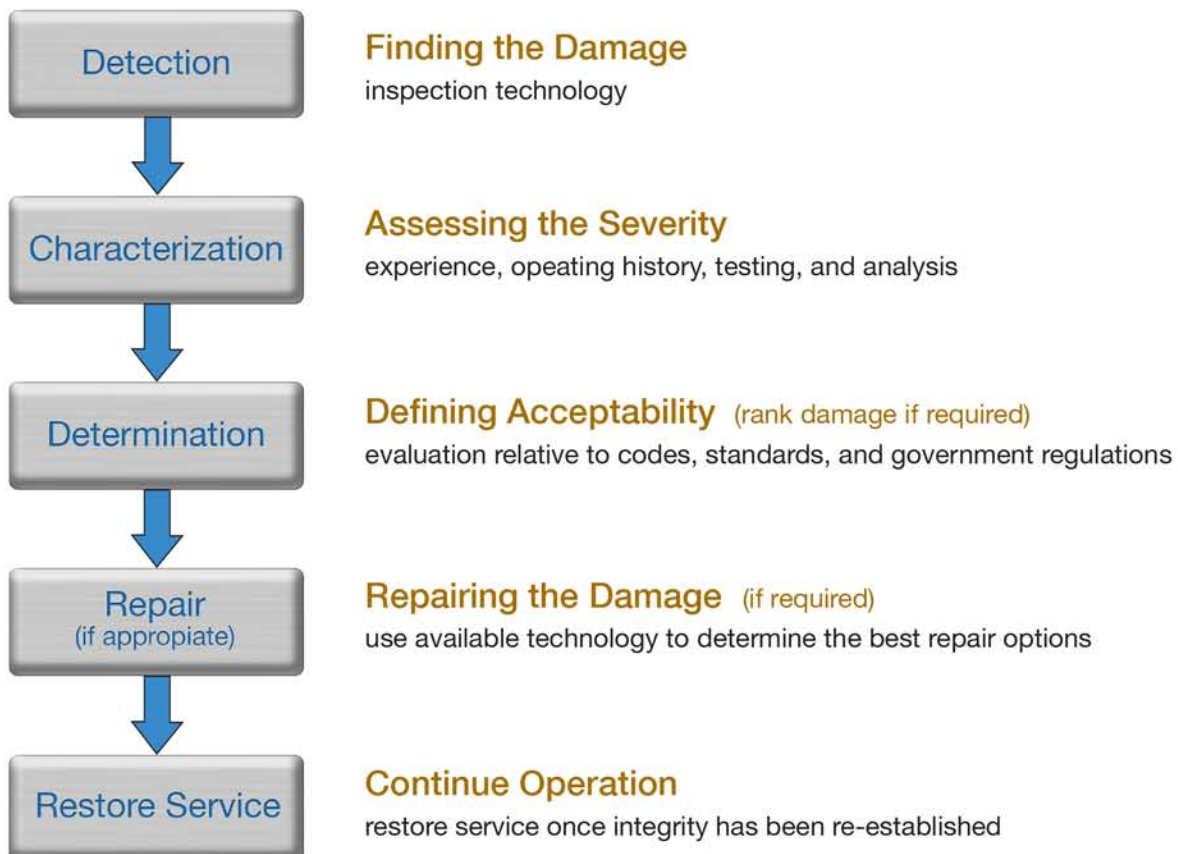 Detection
Finding the Damage
inspection technology
Characterization
Assessing the Severity
experience, opeating history, testing, and analysis
Determination
Defining Acceptability (rank damage if required)
evaluation relative to codes, standards, and government regulations
Repair
(if appropiate)
Repairing the Damage (if required)
use available technology to determine the best repair options
Restore Service
Continue Operation
restore service once integrity has been re-established